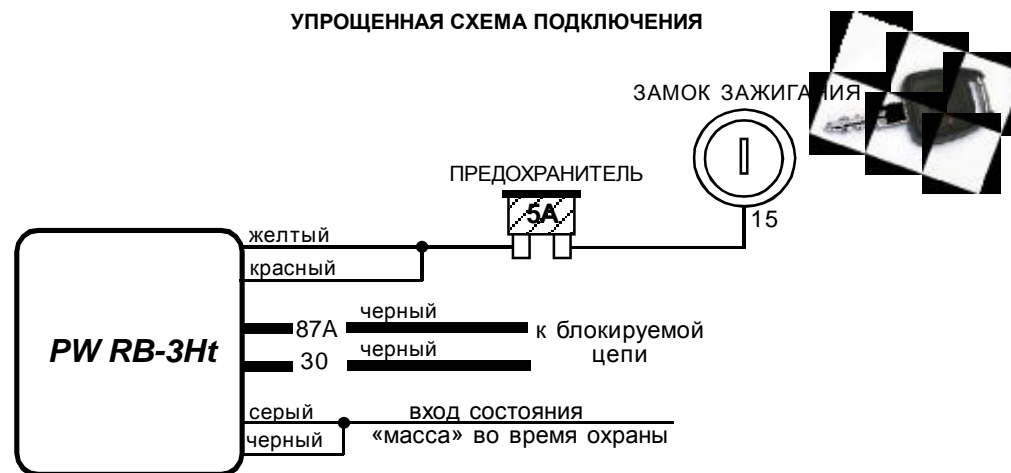 УПРОЩЕННАЯ СХЕМА ПОДКЛЮЧЕНИЯ
ЗАМОК ЗАЖИГАНИЯ
ПРЕДОХРАНИТЕЛЬ
5А
15
желтый
красный
черный
87А
к блокируемой
цепи
черный
30
PW RB-3Ht
серый
вход состояния
черный
«масса» во время охраны